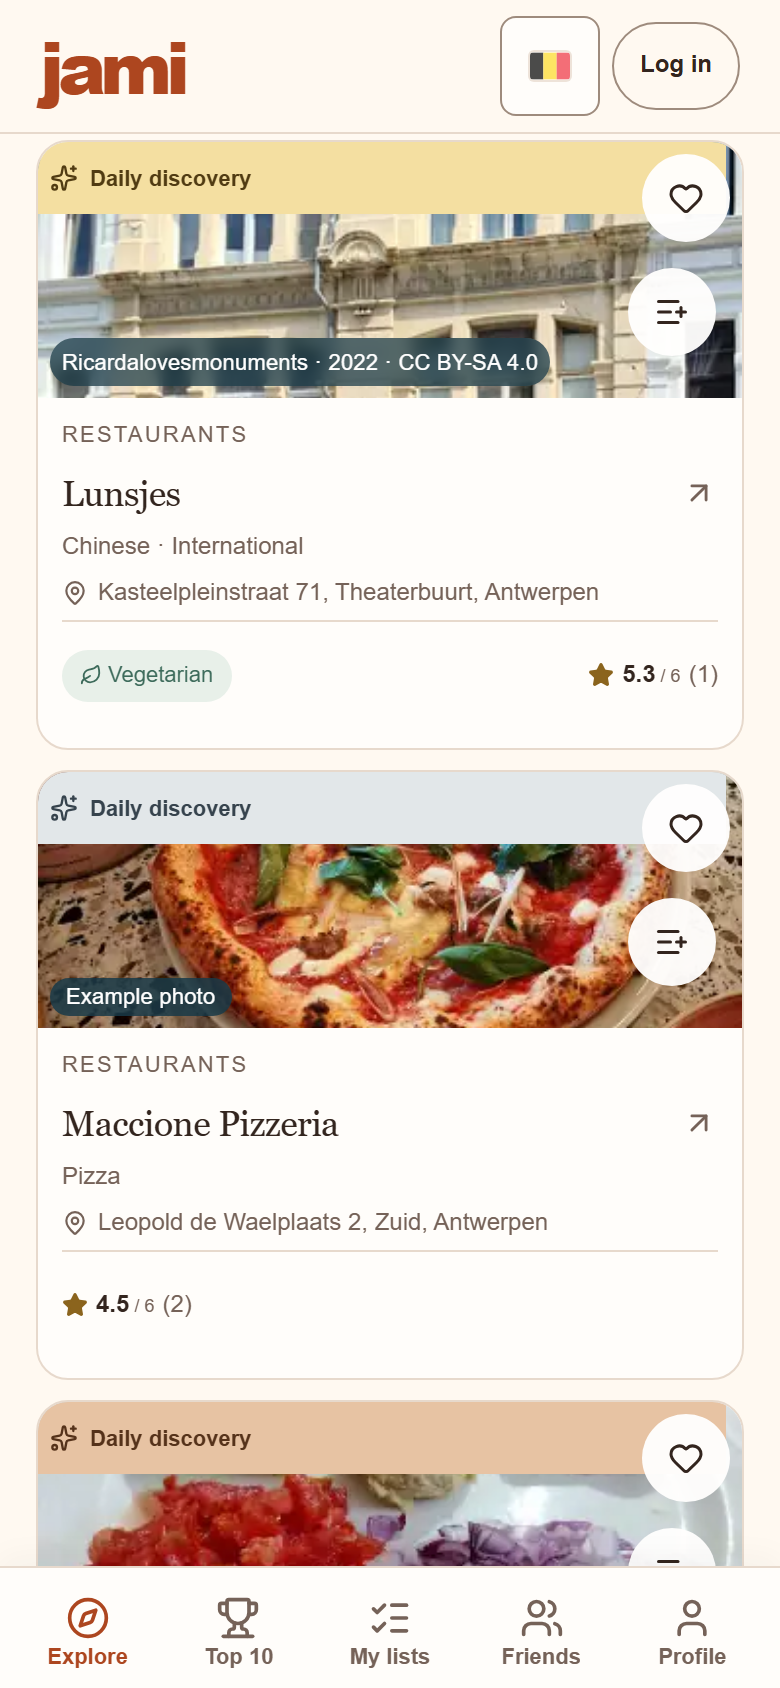 jami
Log in
Daily discovery
Ricardalovesmonuments · 2022 · CC BY-SA 4.0
RESTAURANTS
Lunsjes
Chinese · International
Kasteelpleinstraat 71, Theaterbuurt, Antwerpen
Vegetarian
5.3 / 6 (1)
Daily discovery
Example photo
RESTAURANTS
Maccione Pizzeria
Pizza
Leopold de Waelplaats 2, Zuid, Antwerpen
4.5 / 6 (2)
Daily discovery
Explore
Top 10
My lists
Friends
Profile